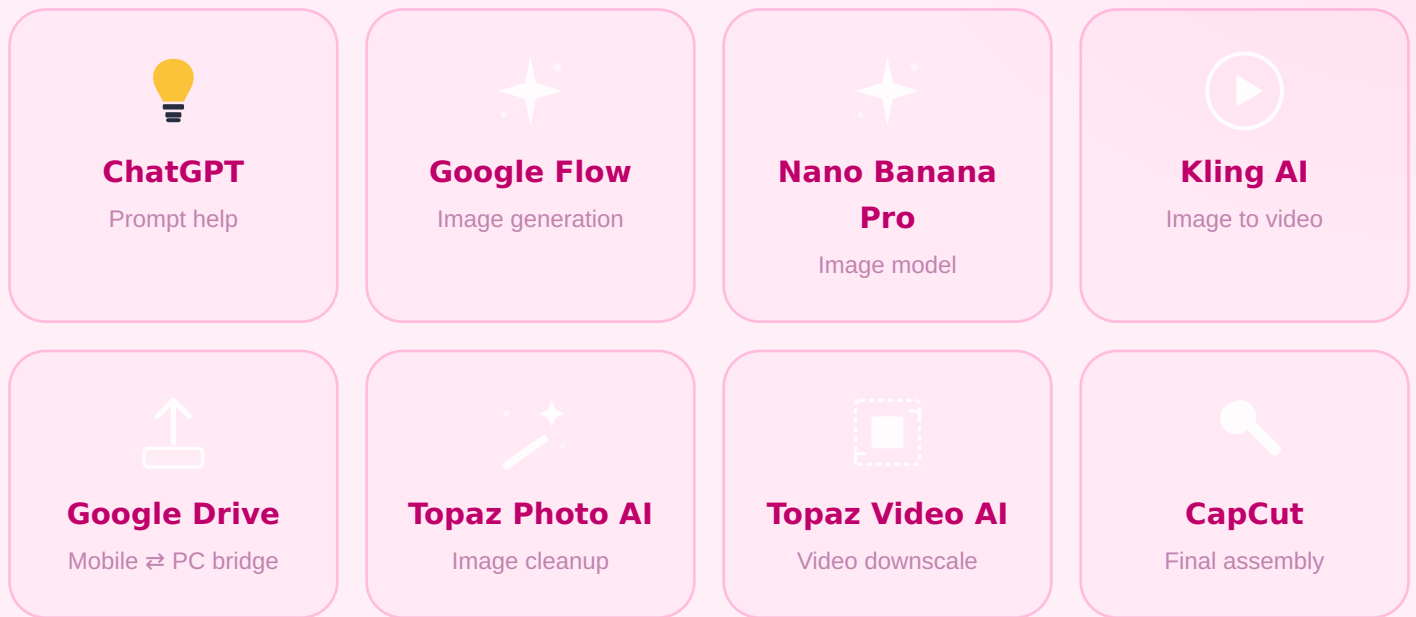 ChatGPT
Prompt help
Google Flow
Image generation
Nano Banana
Pro
Image model
Kling AI
Image to video
Google Drive
Mobile ⇄ PC bridge
Topaz Photo AI
Image cleanup
Topaz Video AI
Video downscale
CapCut
Final assembly